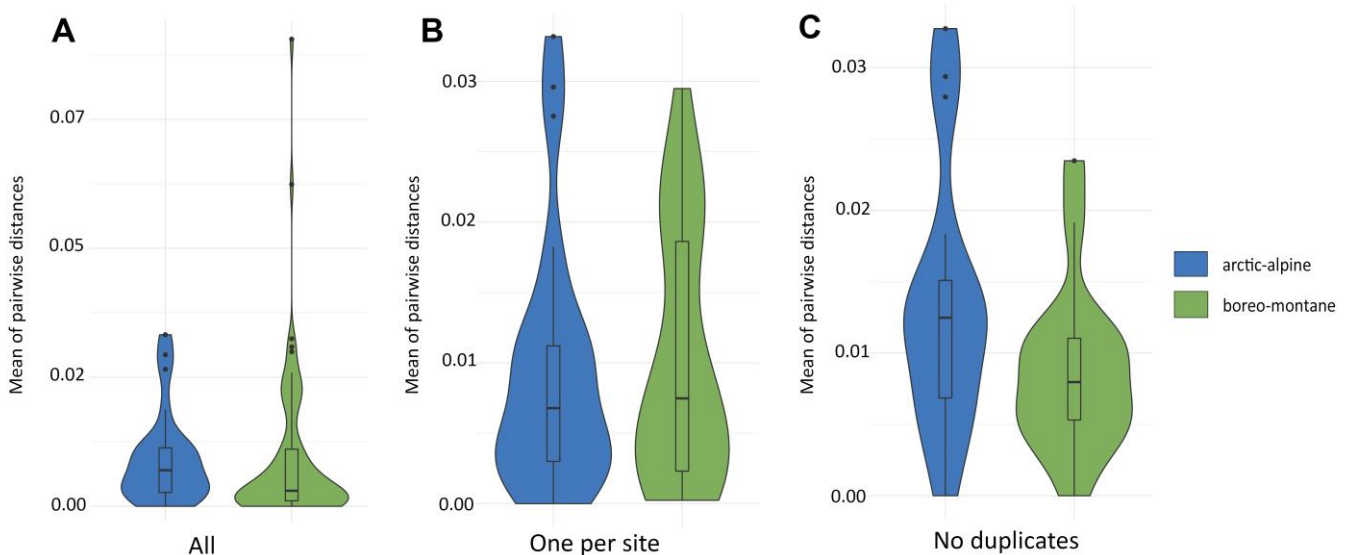 A
Mean of pairwise distances
0.07
0.05
0.02
0.00
All
B
Mean of pairwise distances
0.03
0.02
0.01
0.00
One per site
C
Mean of pairwise distances
0.03
0.02
0.01
0.00
No duplicates
arctic-alpine
boreo-montane